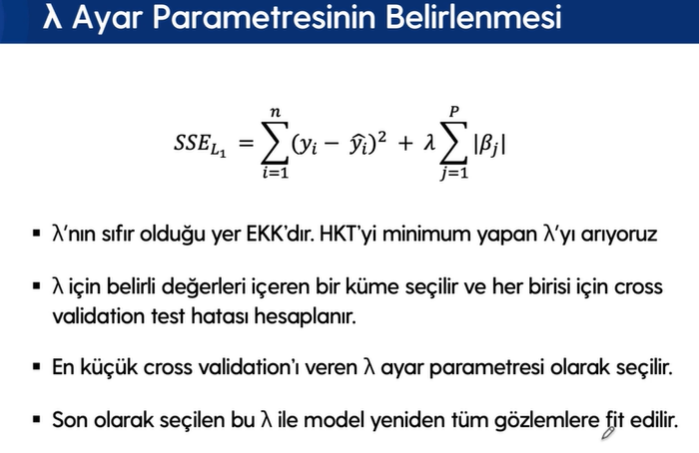 λ Ayar Parametresinin Belirlenmesi
SSE_{L_1} = \sum_{i=1}^{n} (y_i - \hat{y}_i)^2 + λ \sum_{j=1}^{P} |β_j|
▪ λ'nın sıfır olduğu yer EKK'dır. HKT'yi minimum yapan λ'yı arıyoruz
▪ λ için belirli değerleri içeren bir küme seçilir ve her birisi için cross
validation test hatası hesaplanır.
▪ En küçük cross validation'ı veren λ ayar parametresi olarak seçilir.
▪ Son olarak seçilen bu λ ile model yeniden tüm gözlemlere fit edilir.